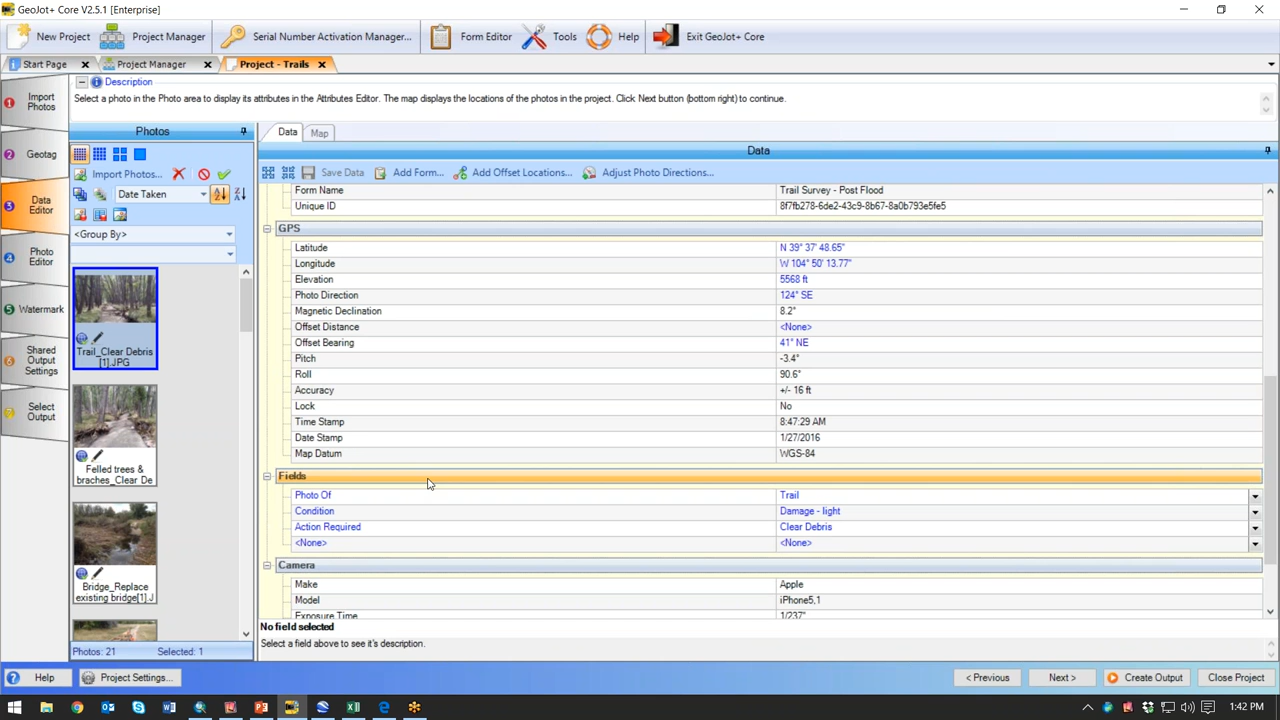 GeoJot+ Core V2.5.1 [Enterprise]
New Project Project Manager Serial Number Activation Manager... Form Editor Tools Help Exit GeoJot+ Core
Start Page Project Manager Project - Trails
Description
Select a photo in the Photo area to display its attributes in the Attributes Editor. The map displays the locations of the photos in the project. Click Next button (bottom right) to continue.
1 Import Photos
2 Geotag
3 Data Editor
4 Photo Editor
5 Watermark
6 Shared Output Settings
7 Select Output
Photos
Import Photos...
Date Taken
<Group By>
Trail_Clear Debris
[1].JPG
Felled trees &
braches_Clear De
Bridge_Replace
existing bridge[1].J
Photos: 21 Selected: 1
Data Map
Data
Save Data Add Form... Add Offset Locations... Adjust Photo Directions...
Form Name Trail Survey - Post Flood
Unique ID 8f7fb278-6de2-43c9-8b67-8a0b793e5fe5
GPS
Latitude N 39° 37' 48.65"
Longitude W 104° 50' 13.77"
Elevation 5568 ft
Photo Direction 124° SE
Magnetic Declination 8.2°
Offset Distance <None>
Offset Bearing 41° NE
Pitch -3.4°
Roll 90.6°
Accuracy +/- 16 ft
Lock No
Time Stamp 8:47:29 AM
Date Stamp 1/27/2016
Map Datum WGS-84
Fields
Photo Of Trail
Condition Damage - light
Action Required Clear Debris
<None> <None>
Camera
Make Apple
Model iPhone5,1
Exposure Time 1/237"
No field selected
Select a field above to see it's description.
Help Project Settings... < Previous Next > Create Output Close Project
1:42 PM